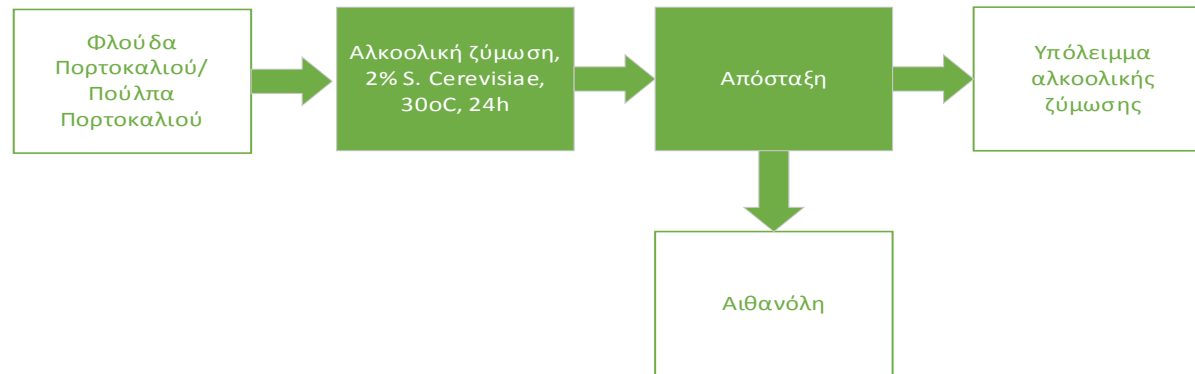 Φλούδα
Πορτοκαλιού/
Πούλπα
Πορτοκαλιού
Αλκοολική ζύμωση,
2% S. Cerevisiae,
30oC, 24h
Απόσταξη
Υπόλειμμα
αλκοολικής
ζύμωσης
Αιθανόλη